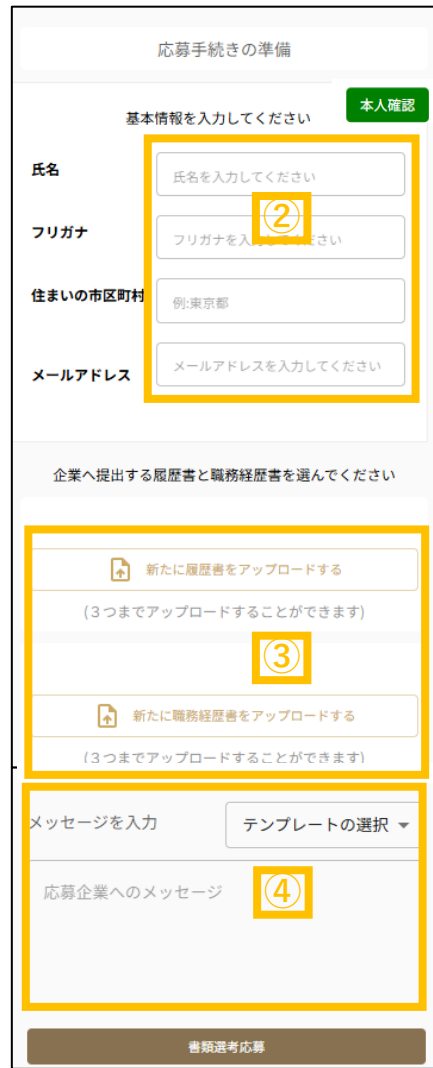 応募手続きの準備
本人確認
基本情報を入力してください
氏名
氏名を入力してください
②
フリガナ
フリガナを入力してください
住まいの市区町村
例:東京都
メールアドレス
メールアドレスを入力してください
企業へ提出する履歴書と職務経歴書を選んでください
新たに履歴書をアップロードする
(３つまでアップロードすることができます)
③
新たに職務経歴書をアップロードする
(３つまでアップロードすることができます)
メッセージを入力
テンプレートの選択
応募企業へのメッセージ
④
書類選考応募